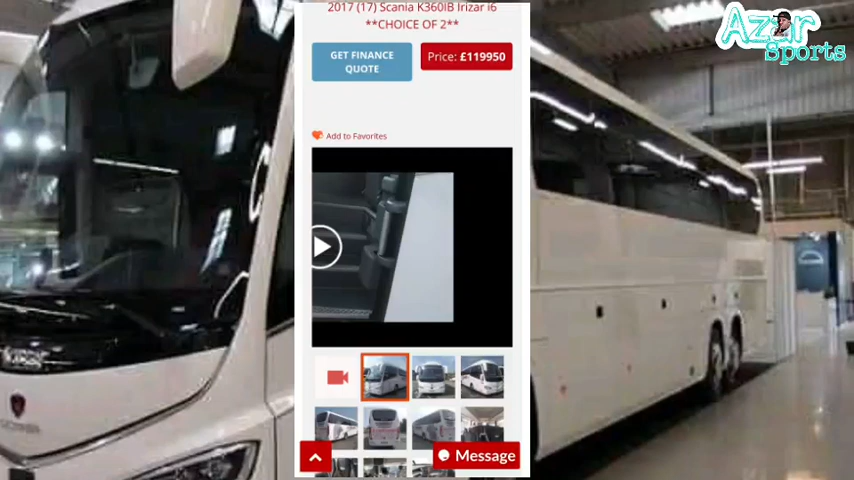 2017 (17) Scania K360IB Irizar i6
**CHOICE OF 2**
GET FINANCE
QUOTE
Price: £119950
Add to Favorites
Message
Azar
Sports
SCANIA